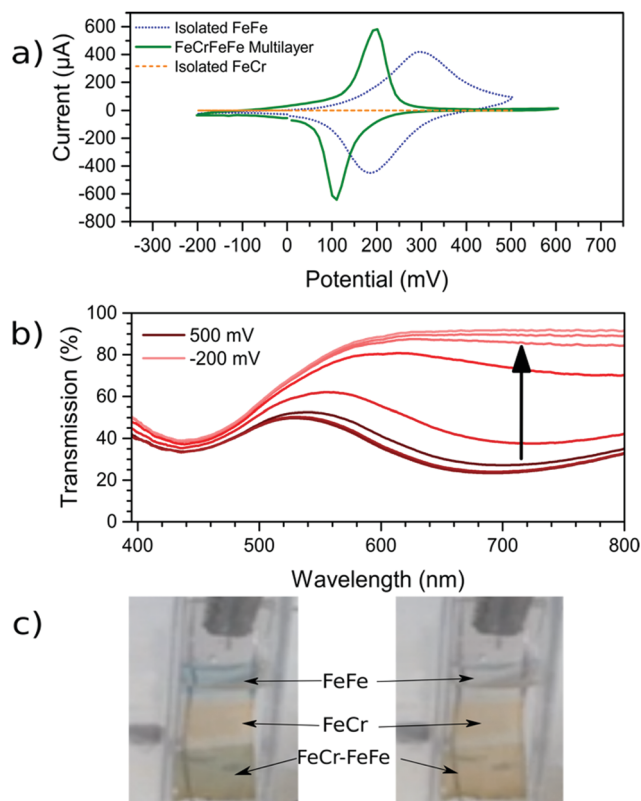 a)
Current (µA)
600
400
200
0
-200
-400
-600
-800
Isolated FeFe
FeCrFeFe Multilayer
Isolated FeCr
-300 -200 -100 0 100 200 300 400 500 600 700
Potential (mV)
b)
Transmission (%)
100
80
60
40
20
0
500 mV
-200 mV
400 500 600 700 800
Wavelength (nm)
c)
FeFe
FeCr
FeCr-FeFe